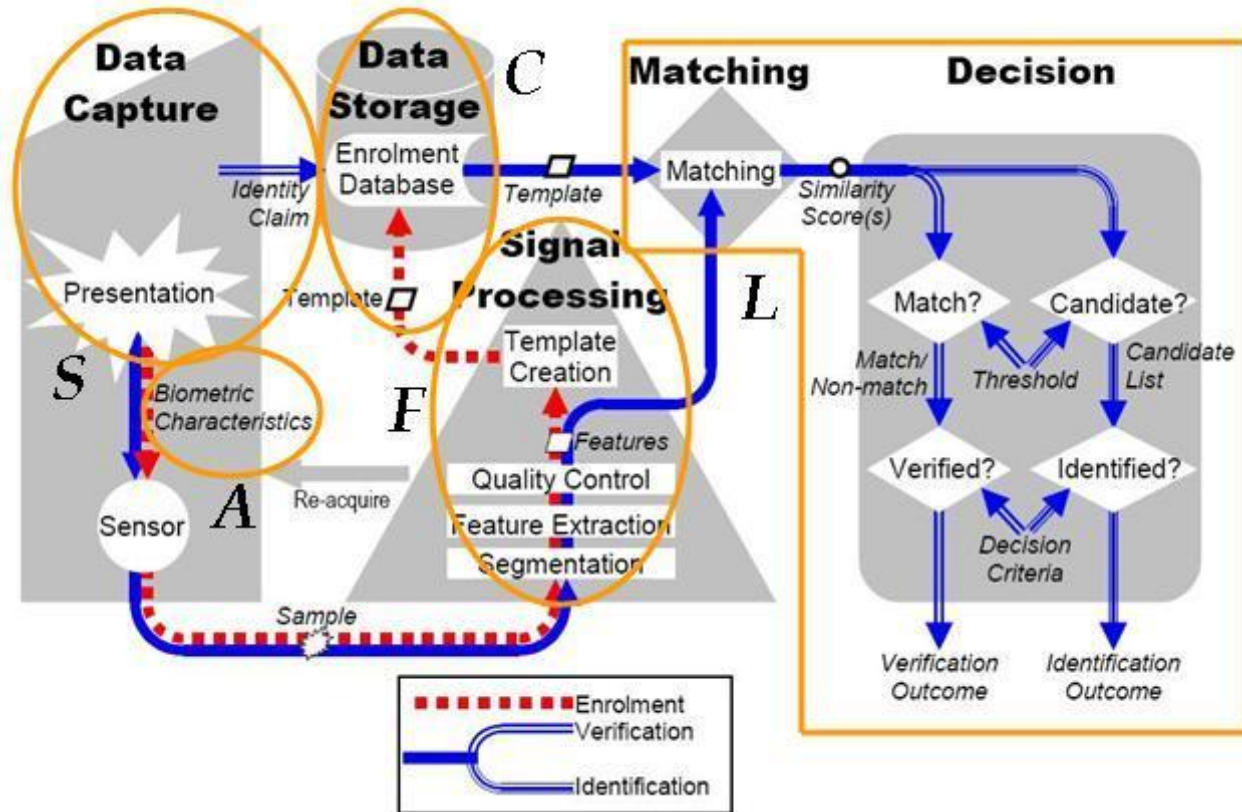 Data
Capture
Data
Storage
C
Matching
Decision
Identity
Claim
Enrolment
Database
Template
Matching
Similarity
Score(s)
Presentation
Template
Signal
Processing
L
Match?
Candidate?
Template
Creation
S
Biometric
Characteristics
F
Match/
Non-match
Threshold
Candidate
List
Features
A
Re-acquire
Sensor
Quality Control
Feature Extraction
Segmentation
Verified?
Identified?
Decision
Criteria
Sample
Verification
Outcome
Identification
Outcome
Enrolment
Verification
Identification